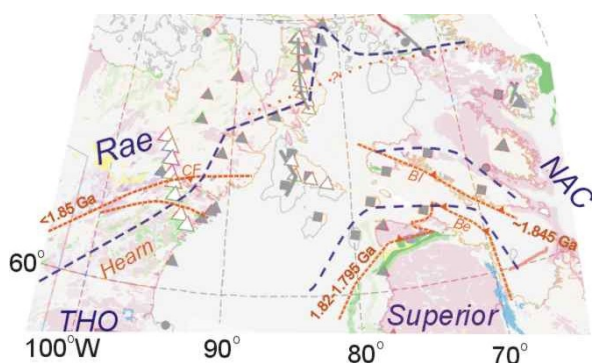 ?
Rae
CF
NAC
BI
<1.85 Ga
Be
~1.845 Ga
Hearn
1.82-1.795 Ga
60°
THO
Superior
100°W
90°
80°
70°